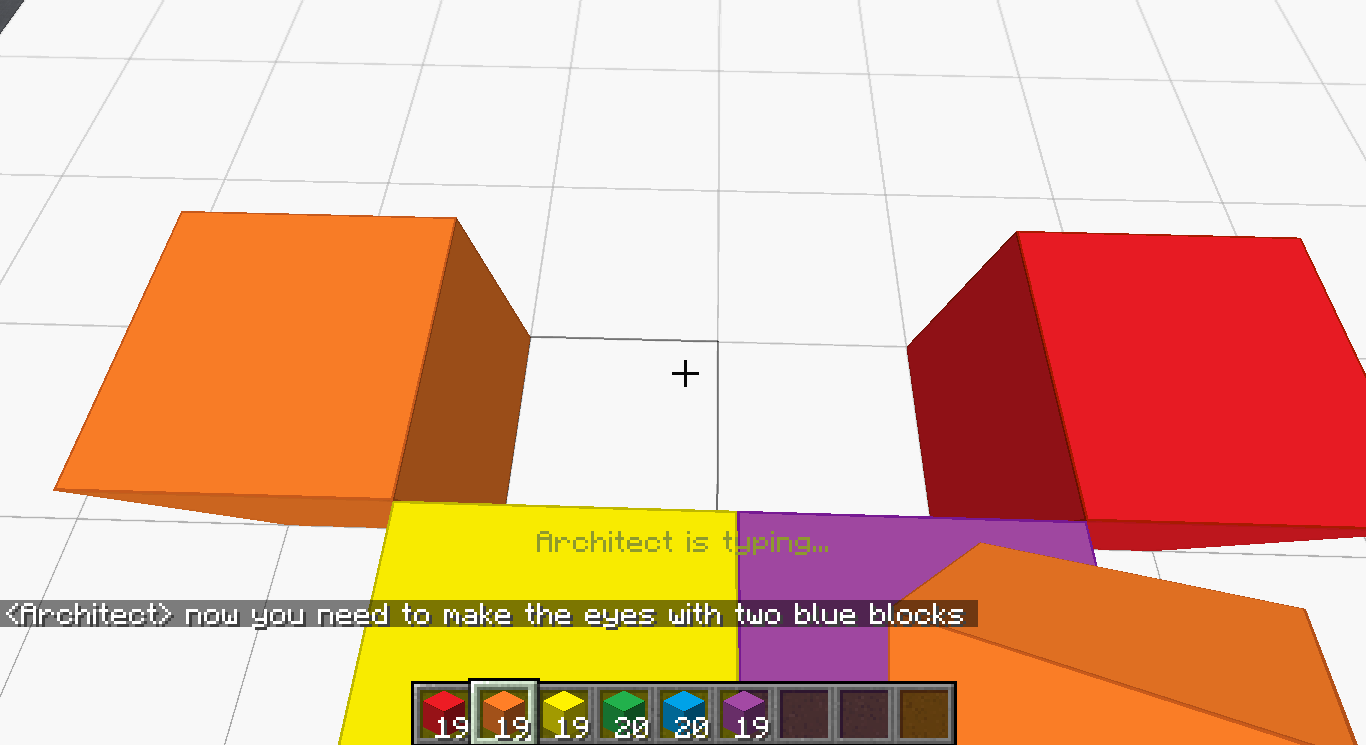 Architect is typing...
<Architect> now you need to make the eyes with two blue blocks
19 19 19 20 20 19